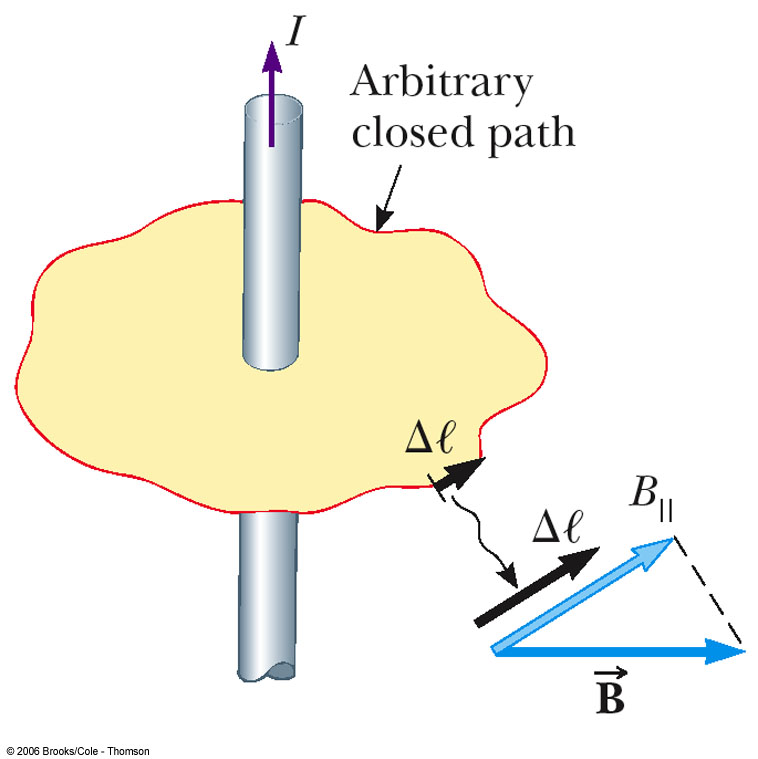 I
Arbitrary
closed path
Δℓ
B||
Δℓ
B⃗
© 2006 Brooks/Cole - Thomson